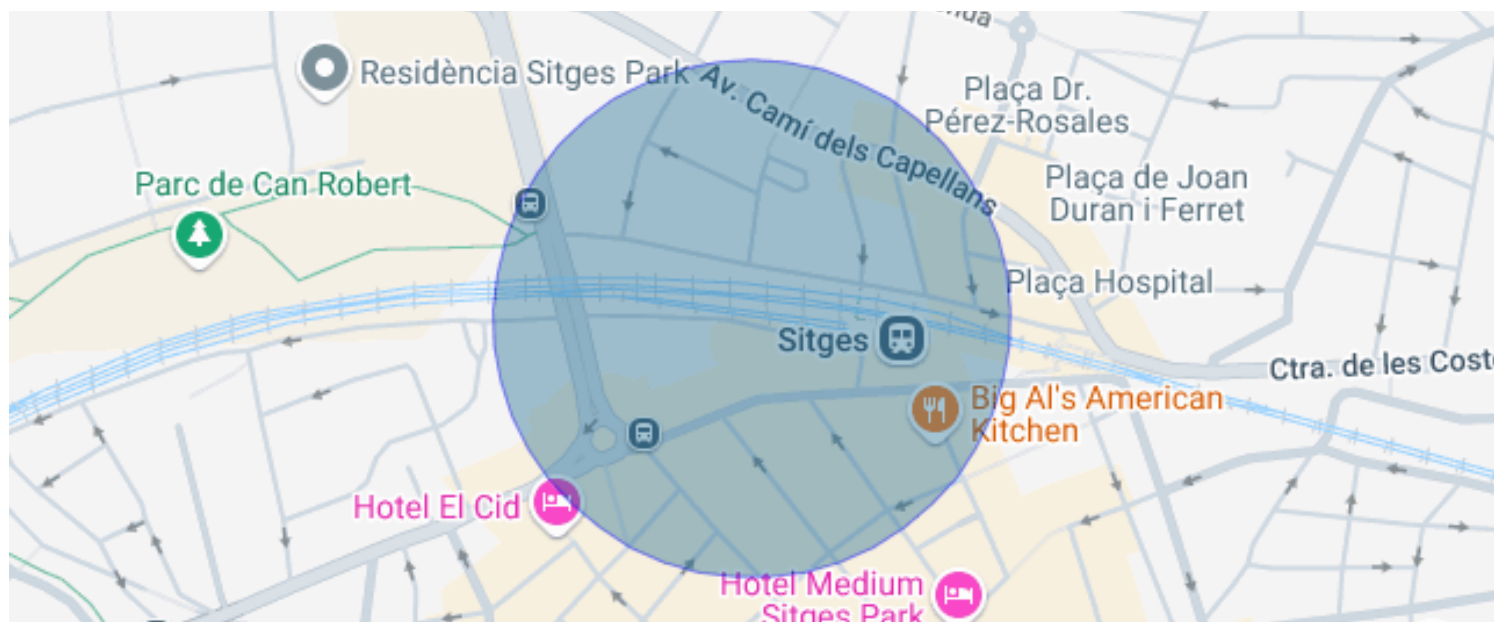 Residència Sitges Park
Av. Camí dels Capellans
Plaça Dr.
Pérez-Rosales
Parc de Can Robert
Plaça de Joan
Duran i Ferret
Plaça Hospital
Sitges
Ctra. de les
Big Al's American
Kitchen
Hotel El Cid
Hotel Medium
Sitges Park